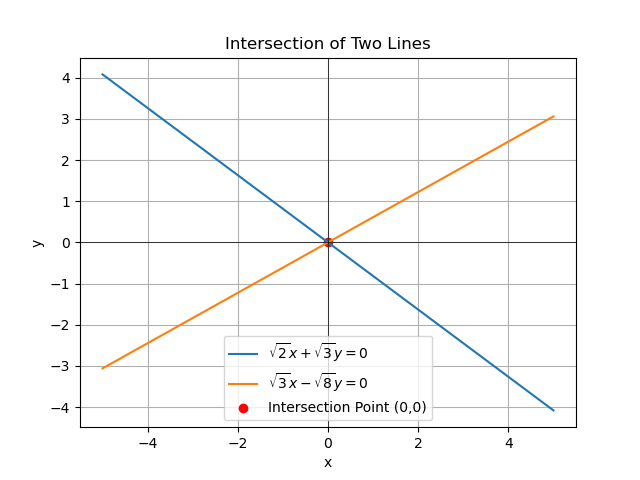 Intersection of Two Lines
4
3
2
1
0
−1
−2
−3
−4
y
√2x + √3y = 0
√3x − √8y = 0
Intersection Point (0,0)
−4
−2
0
2
4
x